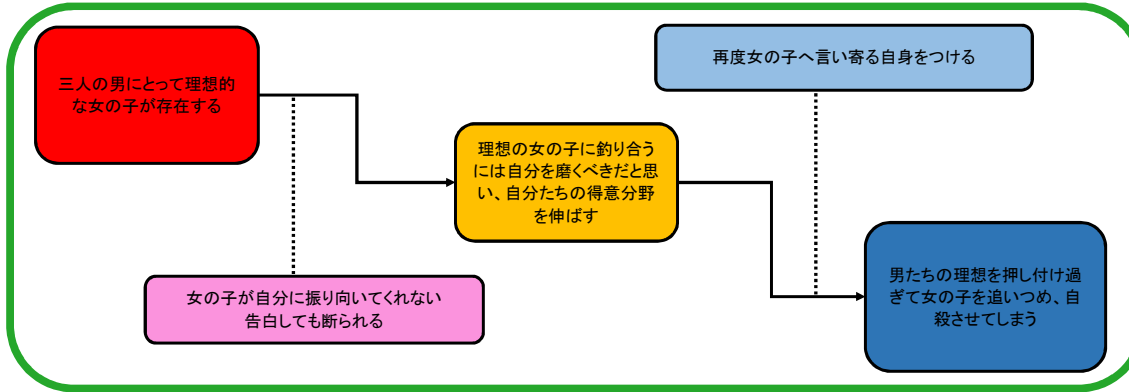 三人の男にとって理想的
な女の子が存在する
再度女の子へ言い寄る自身をつける
理想の女の子に釣り合う
には自分を磨くべきだと思
い、自分たちの得意分野
を伸ばす
女の子が自分に振り向いてくれない
告白しても断られる
男たちの理想を押し付け過
ぎて女の子を追いつめ、自
殺させてしまう